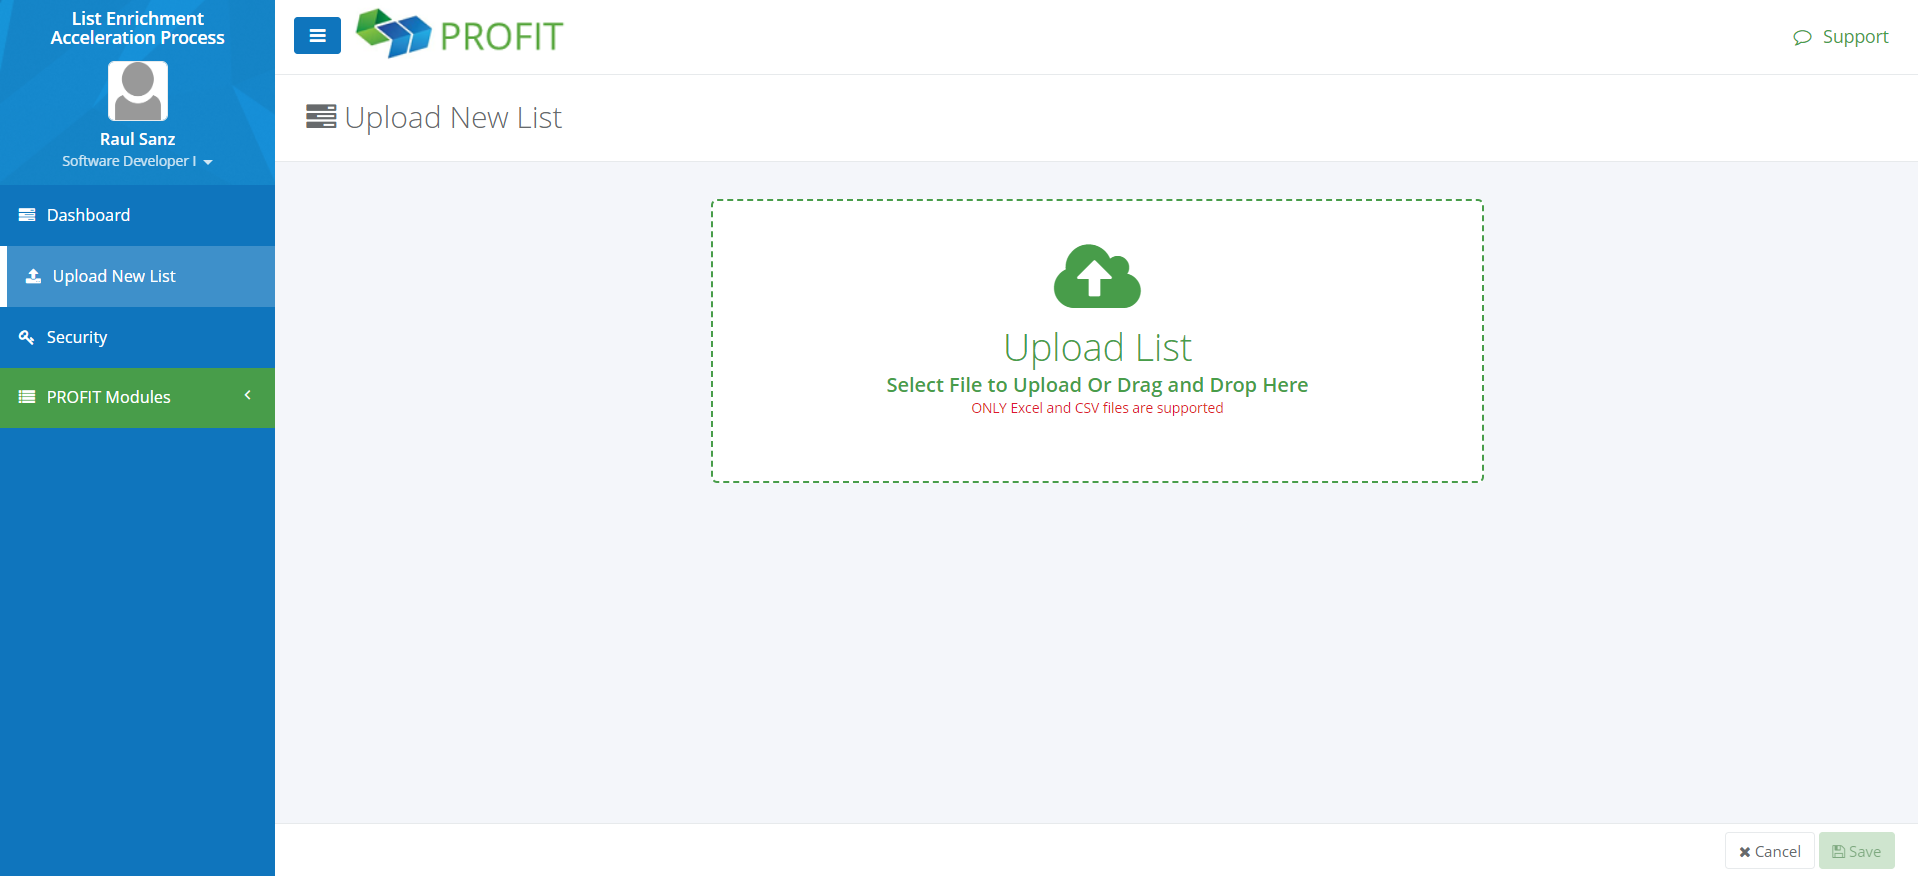 List Enrichment
Acceleration Process
Raul Sanz
Software Developer I
Dashboard
Upload New List
Security
PROFIT Modules
PROFIT
Support
Upload New List
Upload List
Select File to Upload Or Drag and Drop Here
ONLY Excel and CSV files are supported
Cancel
Save